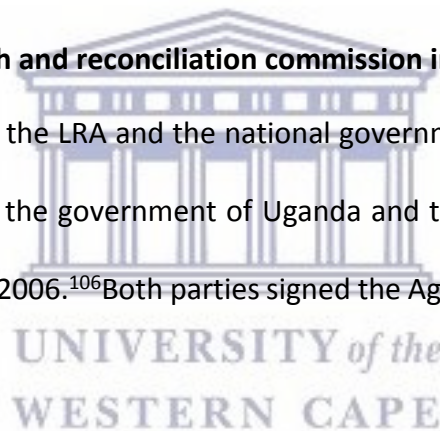 h and reconciliation commission i
the LRA and the national govern
the government of Uganda and t
2006.¹⁰⁶Both parties signed the Ag
UNIVERSITY of the
WESTERN CAPE